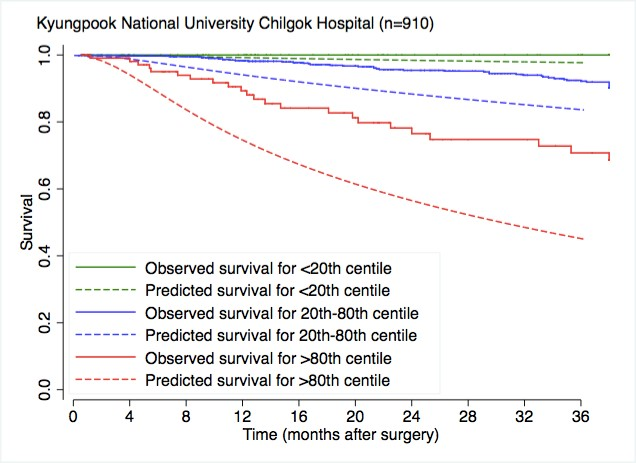 Kyungpook National University Chilgok Hospital (n=910)
1.0
0.8
0.6
0.4
0.2
0.0
Survival
Observed survival for <20th centile
Predicted survival for <20th centile
Observed survival for 20th-80th centile
Predicted survival for 20th-80th centile
Observed survival for >80th centile
Predicted survival for >80th centile
0 4 8 12 16 20 24 28 32 36
Time (months after surgery)